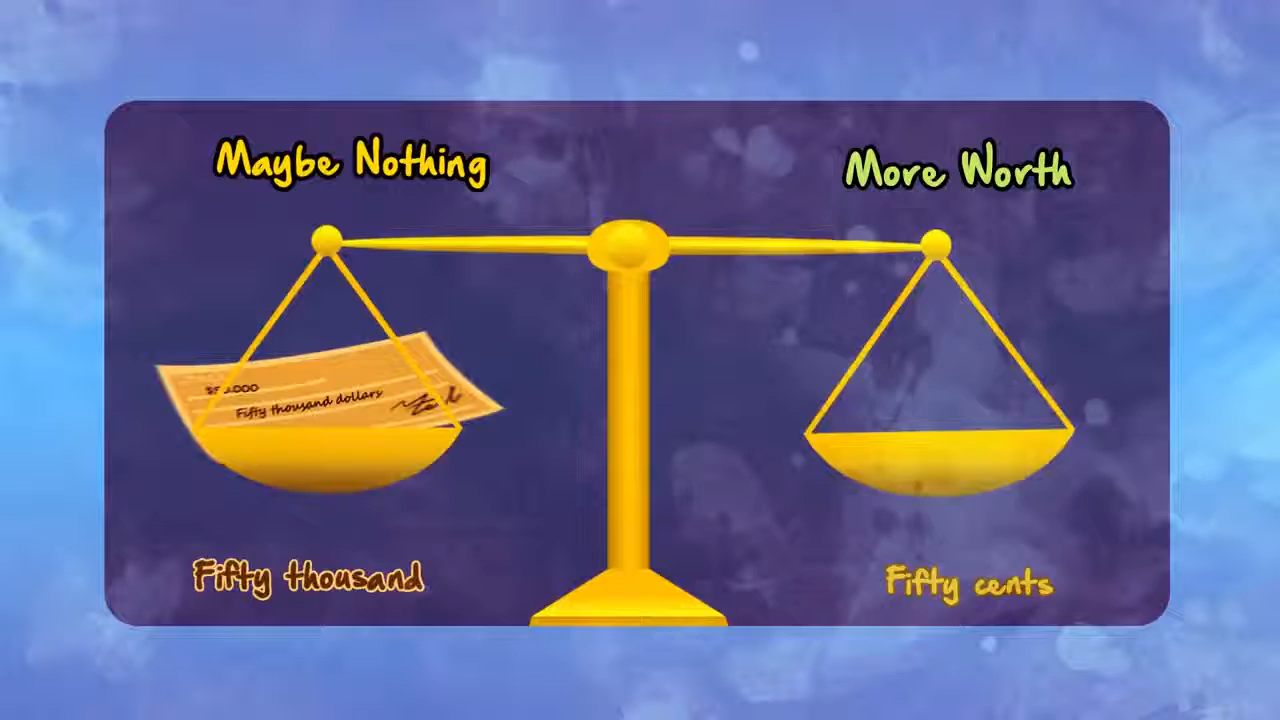 Maybe Nothing
More Worth
Fifty thousand dollars
Fifty thousand
Fifty cents